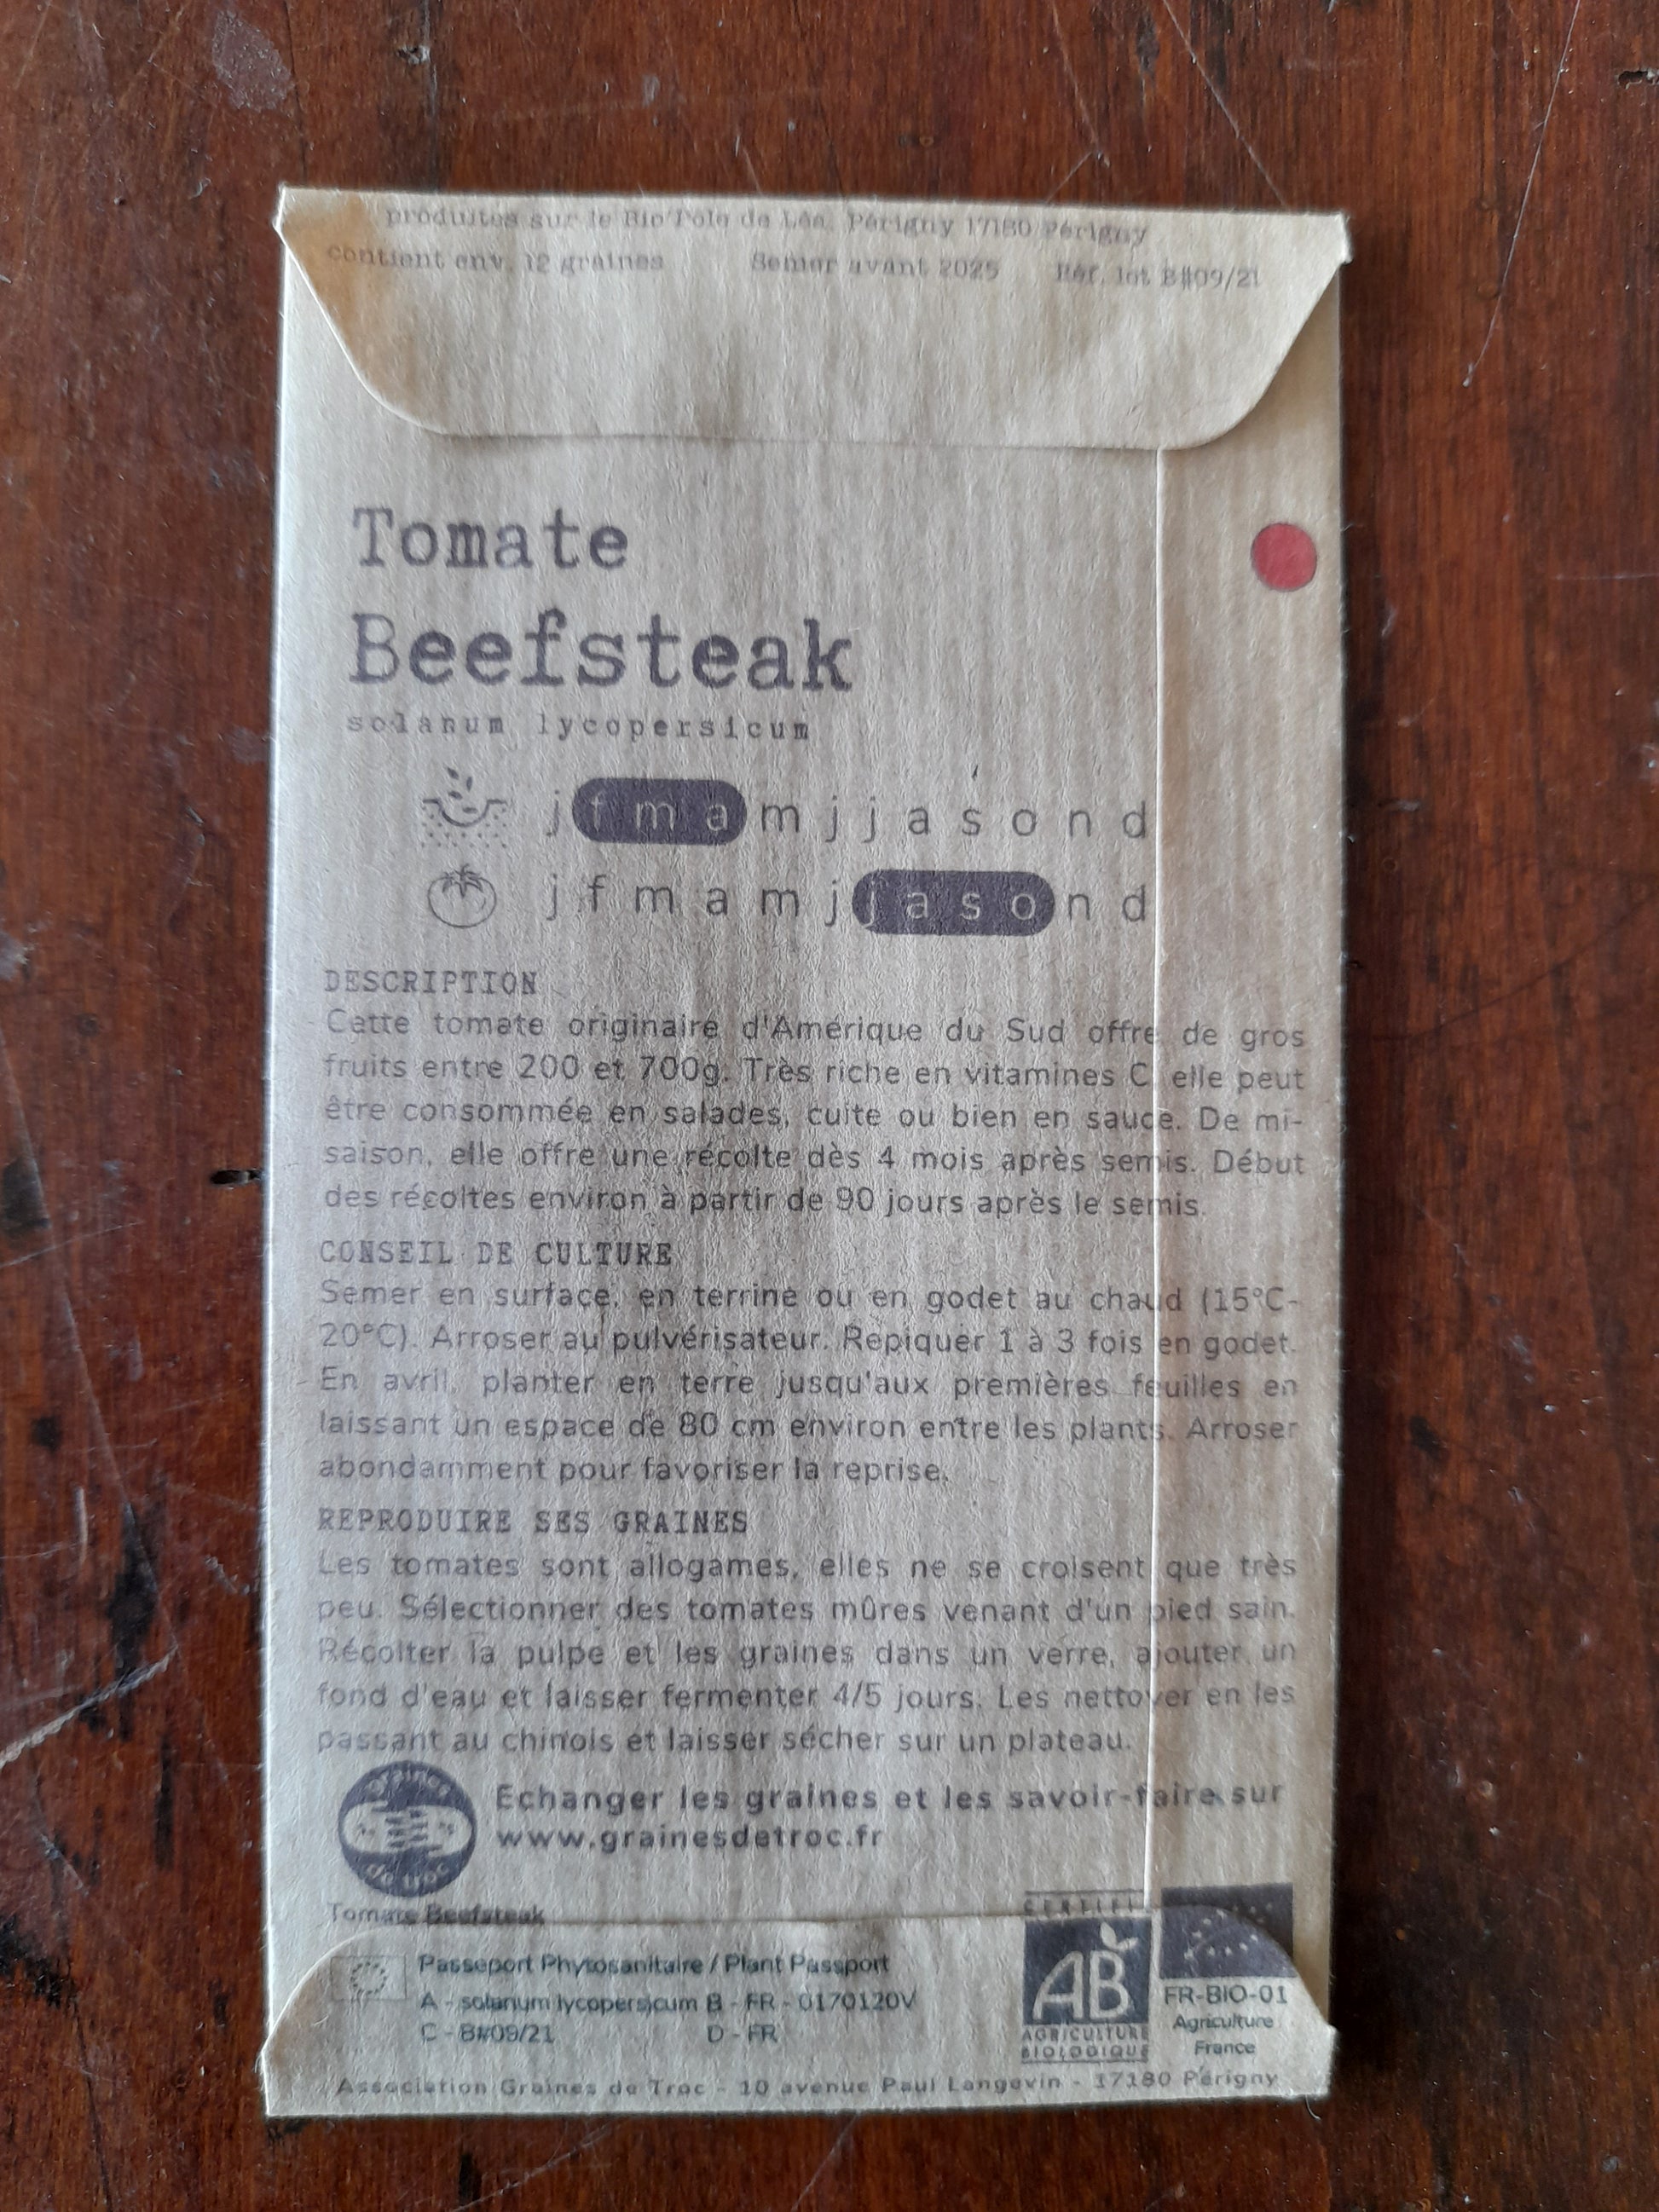 produites sur le Bio'Pole de Léa, Périgny 17180 Périgny
contient env. 12 graines Semer avant 2025 Réf. lot B#09/21
Tomate
Beefsteak
solanum lycopersicum
j f m a m j j a s o n d
j f m a m j j a s o n d
DESCRIPTION
Cette tomate originaire d'Amérique du Sud offre de gros
fruits entre 200 et 700g. Très riche en vitamines C, elle peut
être consommée en salades, cuite ou bien en sauce. De mi-
saison, elle offre une récolte dès 4 mois après semis. Début
des récoltes environ à partir de 90 jours après le semis.
CONSEIL DE CULTURE
Semer en surface, en terrine ou en godet au chaud (15°C-
20°C). Arroser au pulvérisateur. Repiquer 1 à 3 fois en godet.
En avril, planter en terre jusqu'aux premières feuilles en
laissant un espace de 80 cm environ entre les plants. Arroser
abondamment pour favoriser la reprise.
REPRODUIRE SES GRAINES
Les tomates sont allogames, elles ne se croisent que très
peu. Sélectionner des tomates mûres venant d'un pied sain.
Récolter la pulpe et les graines dans un verre, ajouter un
fond d'eau et laisser fermenter 4/5 jours. Les nettoyer en les
passant au chinois et laisser sécher sur un plateau.
graines
de troc
Echanger les graines et les savoir-faire sur
www.grainesdetroc.fr
Tomate Beefsteak
Passeport Phytosanitaire / Plant Passport
A - solanum lycopersicum B - FR - 0170120V
C - B#09/21 D - FR
CERTIFIÉ
AB
AGRICULTURE
BIOLOGIQUE
FR-BIO-01
Agriculture
France
Association Graines de Troc - 10 avenue Paul Langevin - 17180 Périgny